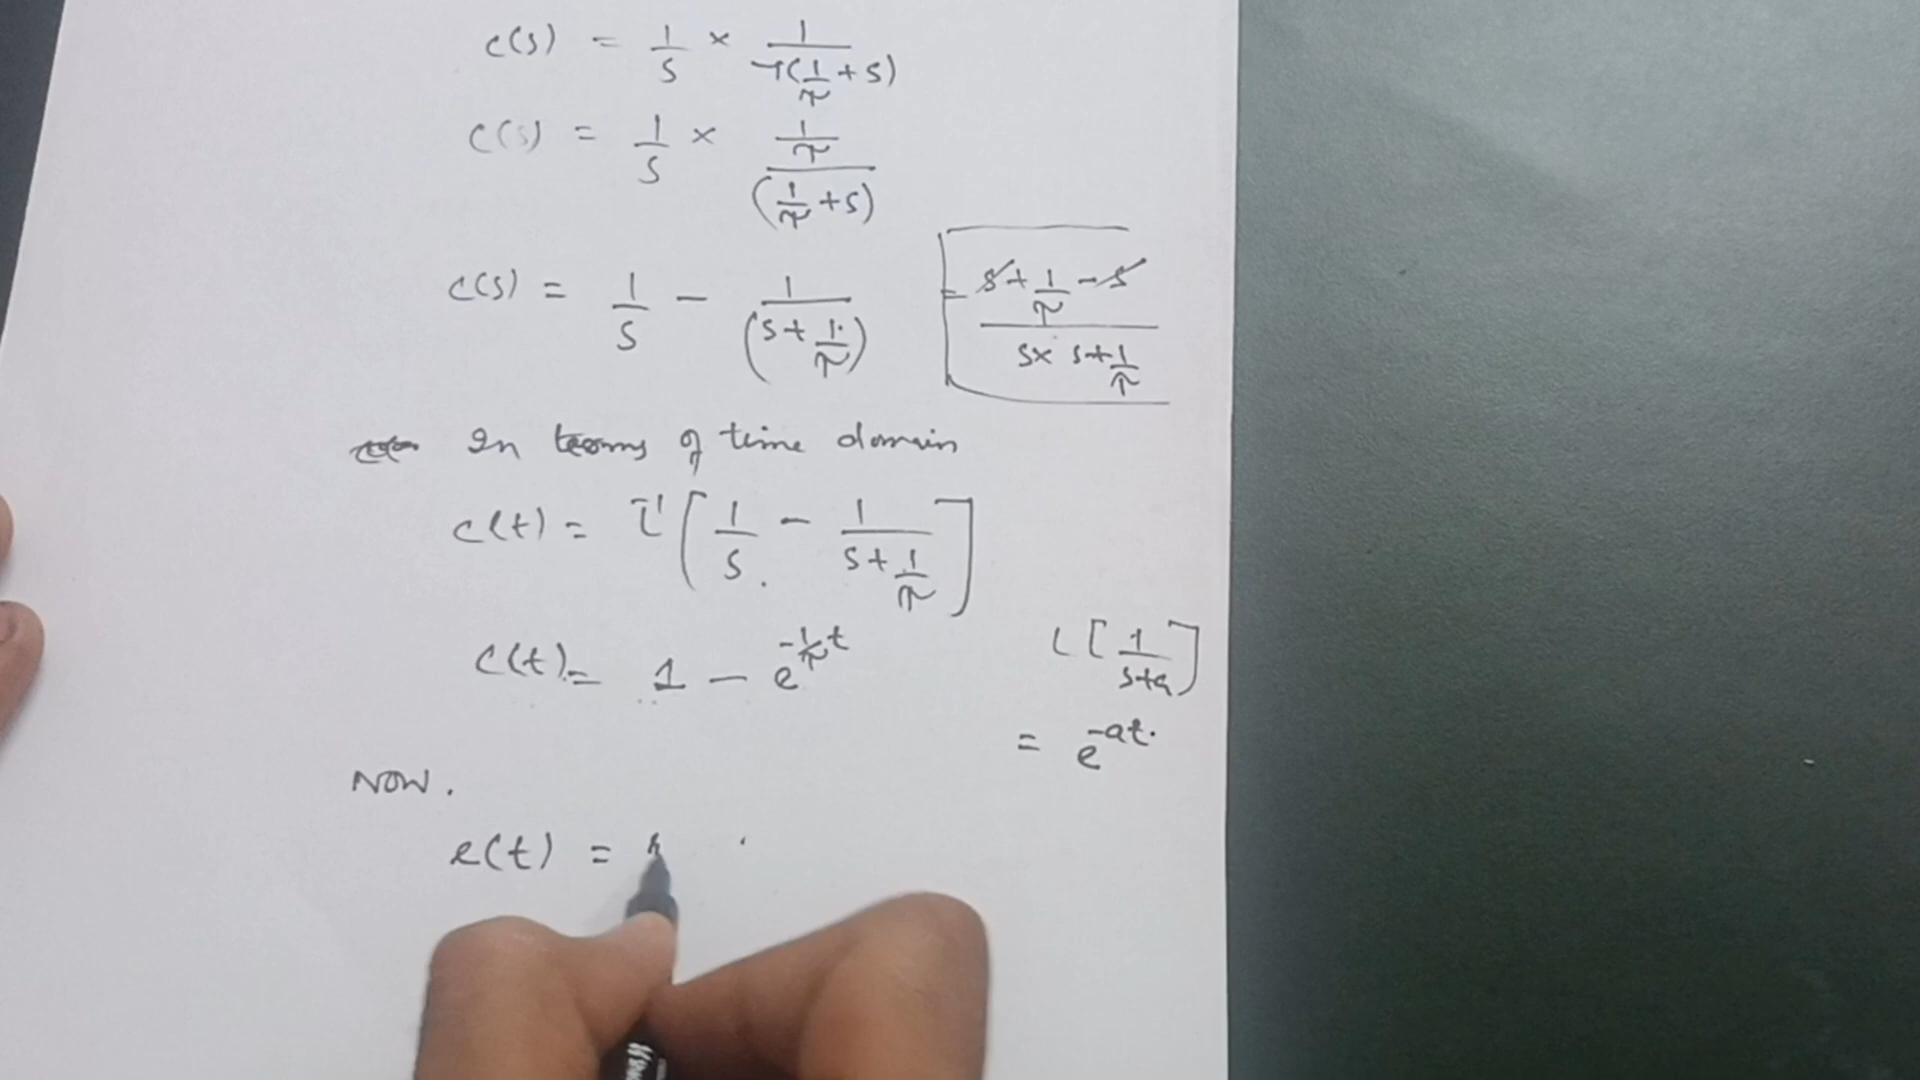 C(s) = 1/s × 1/τ(1/τ + s)
C(s) = 1/s × (1/τ)/(1/τ + s)
C(s) = 1/s − 1/(s + 1/τ)
= (s + 1/τ − s)/(s × s + 1/τ)
In terms of time domain
c(t) = L⁻¹[1/s − 1/(s + 1/τ)]
c(t) = 1 − e^(−1/τ t)
L[1/(s+a)]
= e^(−at).
NOW.
e(t) =